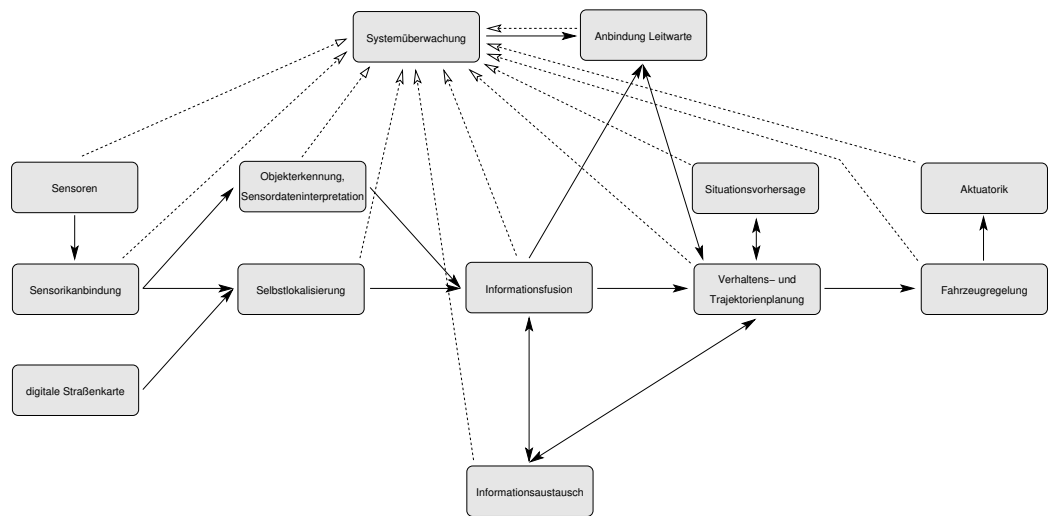 Systemüberwachung
Anbindung Leitwarte
Sensoren
Objekterkennung,
Sensordateninterpretation
Situationsvorhersage
Aktuatorik
Sensorikanbindung
Selbstlokalisierung
Informationsfusion
Verhaltens− und
Trajektorienplanung
Fahrzeugregelung
digitale Straßenkarte
Informationsaustausch